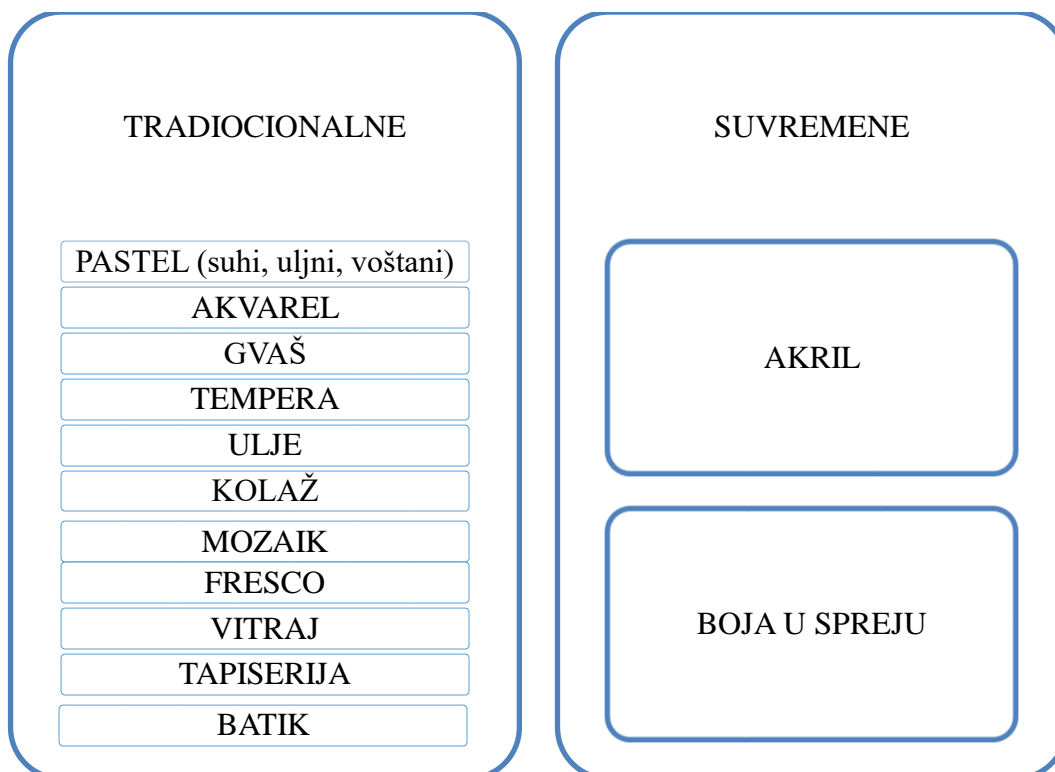 TRADIOCIONALNE
PASTEL (suhi, uljni, voštani)
AKVAREL
GVAŠ
TEMPERA
ULJE
KOLAŽ
MOZAIK
FRESCO
VITRAJ
TAPISERIJA
BATIK
SUVREMENE
AKRIL
BOJA U SPREJU